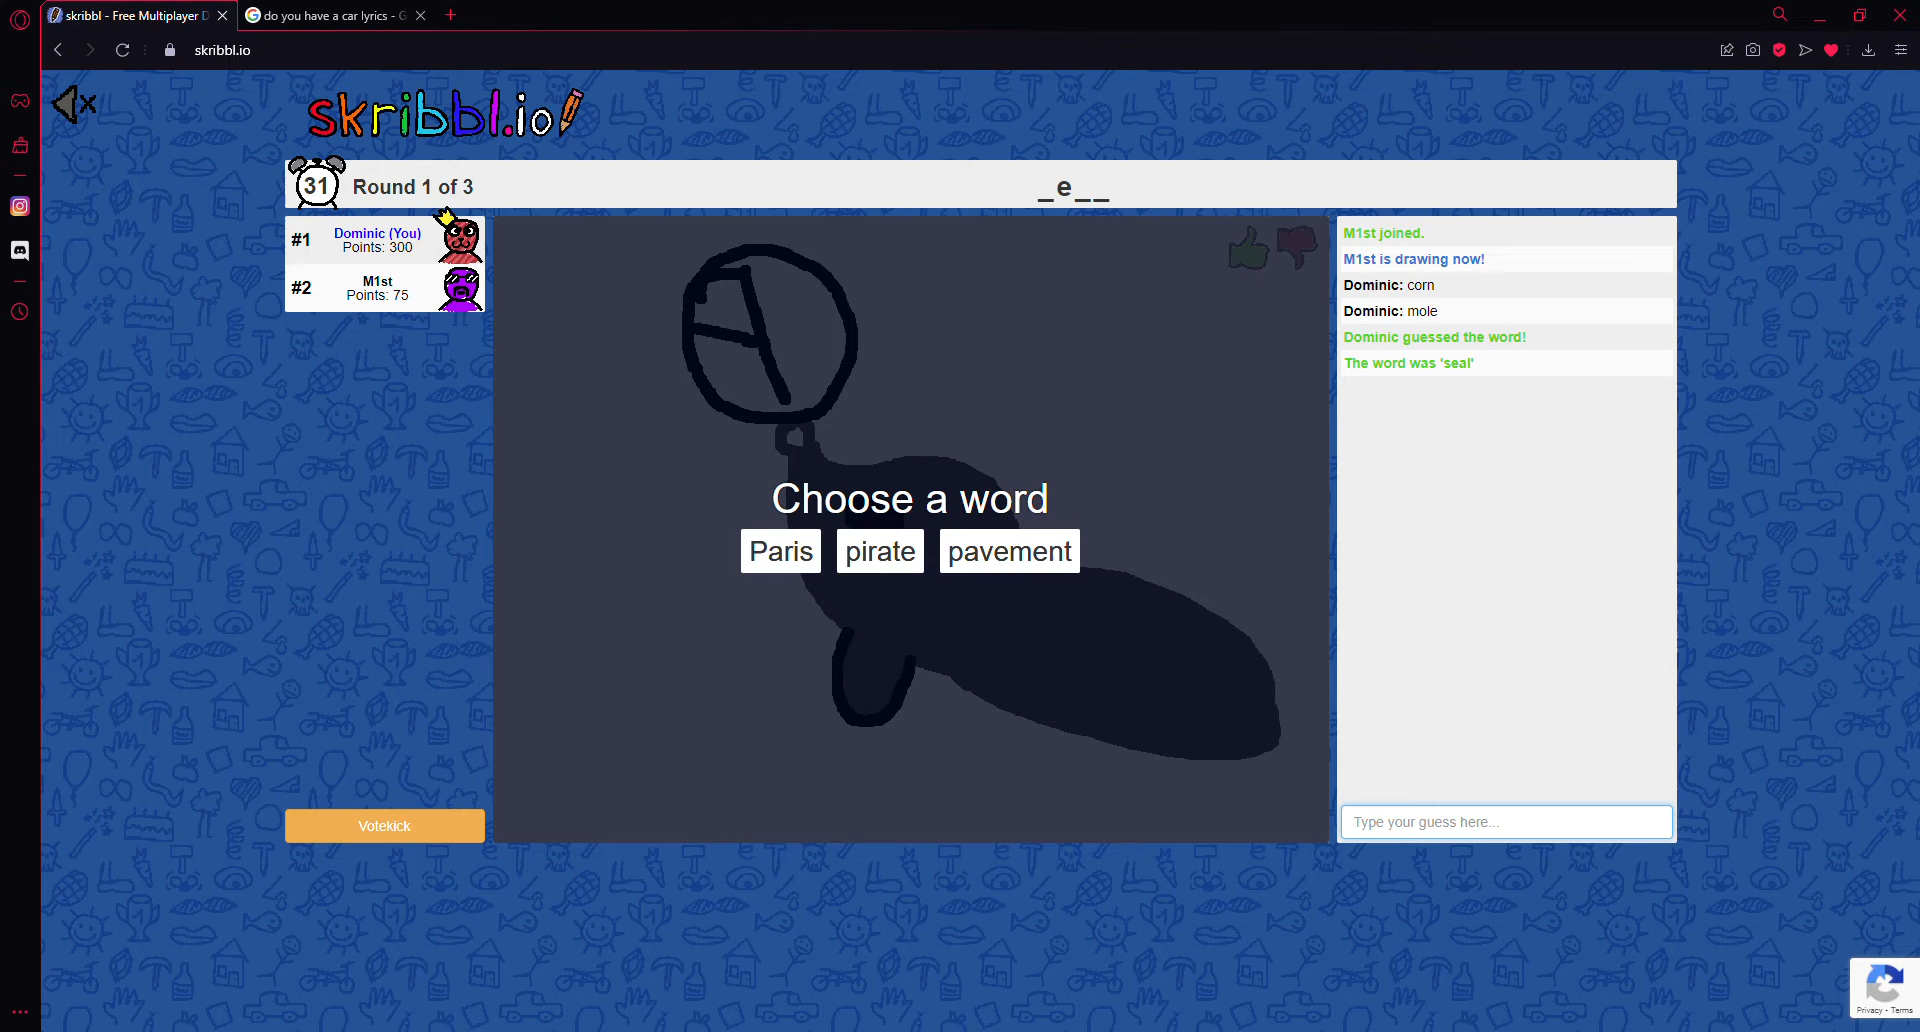 skribbl - Free Multiplayer D
do you have a car lyrics - G
skribbl.io
skribbl.io
31
Round 1 of 3
_e__
#1
Dominic (You)
Points: 300
#2
M1st
Points: 75
Choose a word
Paris
pirate
pavement
M1st joined.
M1st is drawing now!
Dominic: corn
Dominic: mole
Dominic guessed the word!
The word was 'seal'
Votekick
Type your guess here...
Privacy - Terms